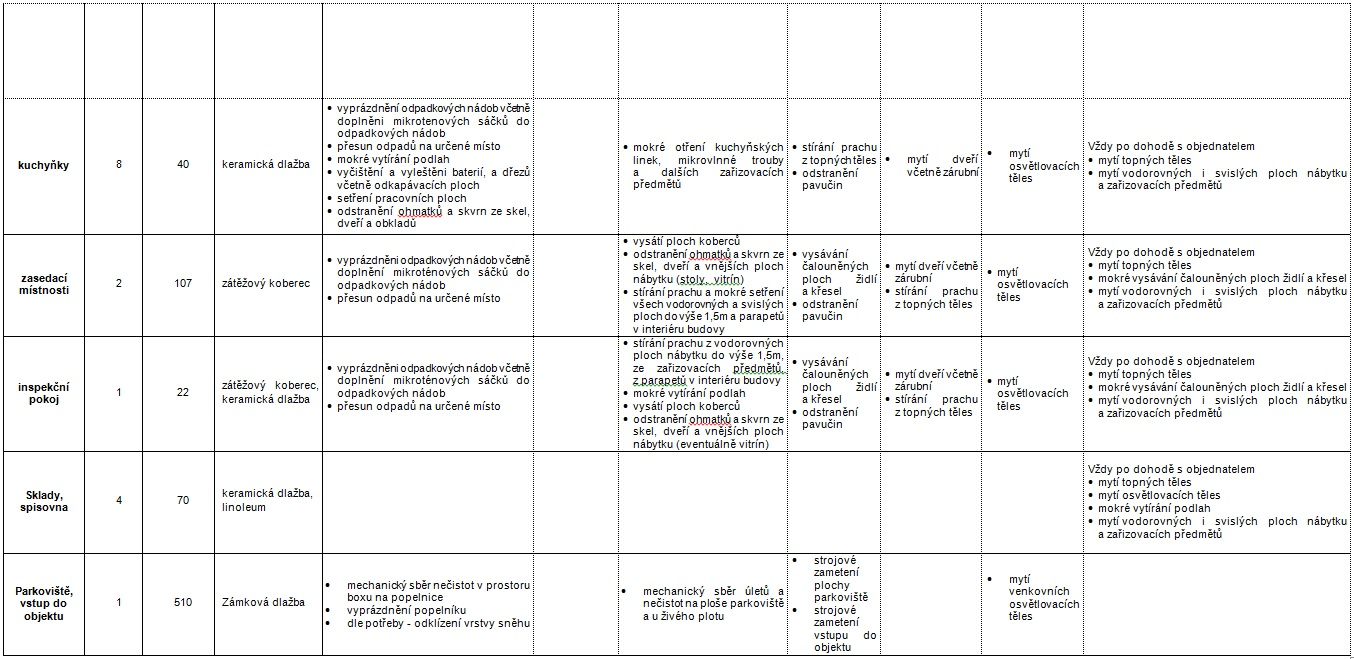 kuchyňky
8
40
keramická dlažba
• vyprázdnění odpadkových nádob včetně
doplněni mikrotenových sáčků do
odpadkových nádob
• přesun odpadů na určené místo
• mokré vytírání podlah
• vyčištění a vyleštěni baterií, a dřezů
včetně odkapávacích ploch
• setření pracovních ploch
• odstranění ohmatků a skvrn ze skel,
dveří a obkladů
• mokré otření kuchyňských
linek, mikrovlnné trouby
a dalších zařizovacích
předmětů
• stírání prachu
z topných těles
• odstranění
pavučin
• mytí dveří
včetně zárubní
• mytí
osvětlovacích
těles
Vždy po dohodě s objednatelem
• mytí topných těles
• mytí vodorovných i svislých ploch nábytku
a zařizovacích předmětů
zasedací
místnosti
2
107
zátěžový koberec
• vyprázdněni odpadkových nádob včetně
doplnění mikroténových sáčků do
odpadkových nádob
• přesun odpadů na určené místo
• vysátí ploch koberců
• odstranění ohmatků a skvrn ze
skel, dveří a vnějších ploch
nábytku (stoly, vitrín)
• stírání prachu a mokré setření
všech vodorovných a svislých
ploch do výše 1,5m a parapetů
v interiéru budovy
• vysávání
čalouněných
ploch židlí
a křesel
• odstranění
pavučin
• mytí dveří včetně
zárubní
• stírání prachu
z topných těles
• mytí
osvětlovacích
těles
Vždy po dohodě s objednatelem
• mytí topných těles
• mokré vysávání čalouněných ploch židlí a křesel
• mytí vodorovných i svislých ploch nábytku
a zařizovacích předmětů
inspekční
pokoj
1
22
zátěžový koberec,
keramická dlažba
• vyprázdněni odpadkových nádob včetně
doplnění mikroténových sáčků do
odpadkových nádob
• přesun odpadů na určené místo
• stírání prachu z vodorovných
ploch nábytku do výše 1,5m,
ze zařizovacích předmětů,
z parapetů v interiéru budovy
• mokré vytírání podlah
• vysátí ploch koberců
• odstranění ohmatků a skvrn ze
skel, dveří a vnějších ploch
nábytku (eventuálně vitrín)
• vysávání
čalouněných
ploch židlí
a křesel
• odstranění
pavučin
• mytí dveří včetně
zárubní
• stírání prachu
z topných těles
• mytí
osvětlovacích
těles
Vždy po dohodě s objednatelem
• mytí topných těles
• mokré vysávání čalouněných ploch židlí a křesel
• mytí vodorovných i svislých ploch nábytku
a zařizovacích předmětů
Sklady,
spisovna
4
70
keramická dlažba,
linoleum
Vždy po dohodě s objednatelem
• mytí topných těles
• mytí osvětlovacích těles
• mokré vytírání podlah
• mytí vodorovných i svislých ploch nábytku
a zařizovacích předmětů
Parkoviště,
vstup do
objektu
1
510
Zámková dlažba
• mechanický sběr nečistot v prostoru
boxu na popelnice
• vyprázdnění popelníku
• dle potřeby - odklízení vrstvy sněhu
• mechanický sběr úletů a
nečistot na ploše parkoviště
a u živého plotu
• strojové
zametení
plochy
parkoviště
• strojové
zametení
vstupu do
objektu
• mytí
venkovních
osvětlovacích
těles